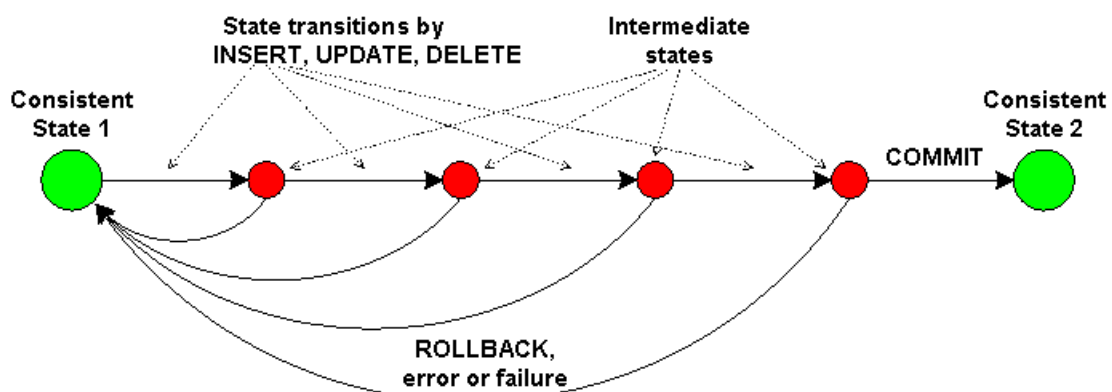 State transitions by
INSERT, UPDATE, DELETE
Intermediate
states
Consistent
State 1
Consistent
State 2
COMMIT
ROLLBACK,
error or failure